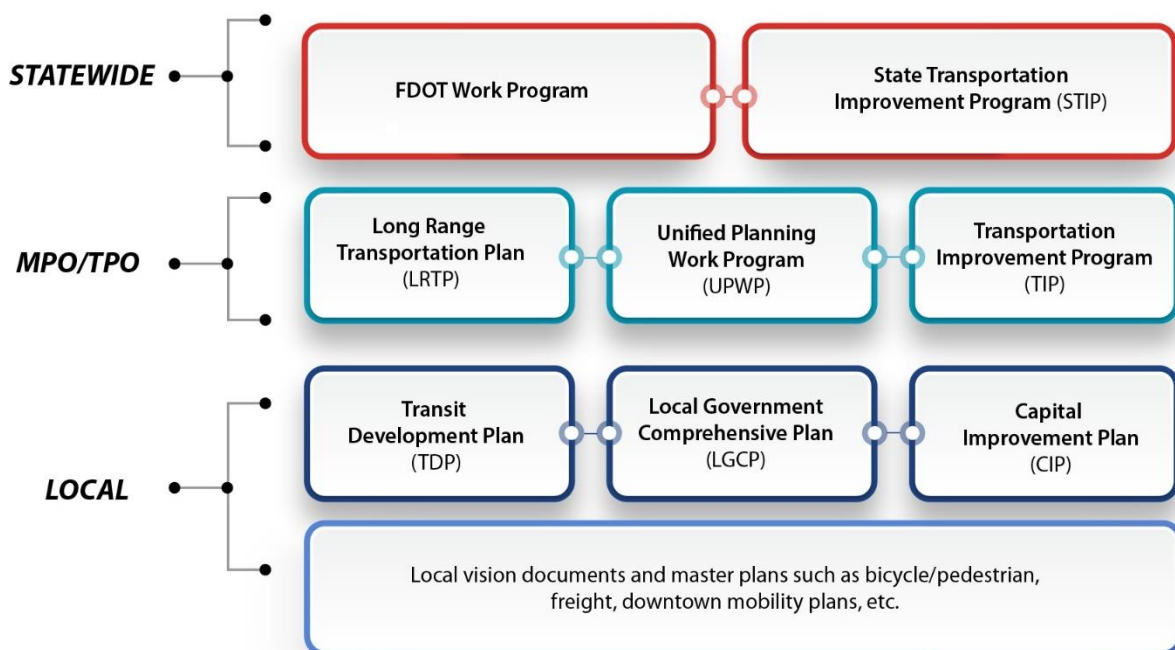 STATEWIDE
FDOT Work Program
State Transportation
Improvement Program (STIP)
MPO/TPO
Long Range
Transportation Plan
(LRTP)
Unified Planning
Work Program
(UPWP)
Transportation
Improvement Program
(TIP)
LOCAL
Transit
Development Plan
(TDP)
Local Government
Comprehensive Plan
(LGCP)
Capital
Improvement Plan
(CIP)
Local vision documents and master plans such as bicycle/pedestrian,
freight, downtown mobility plans, etc.